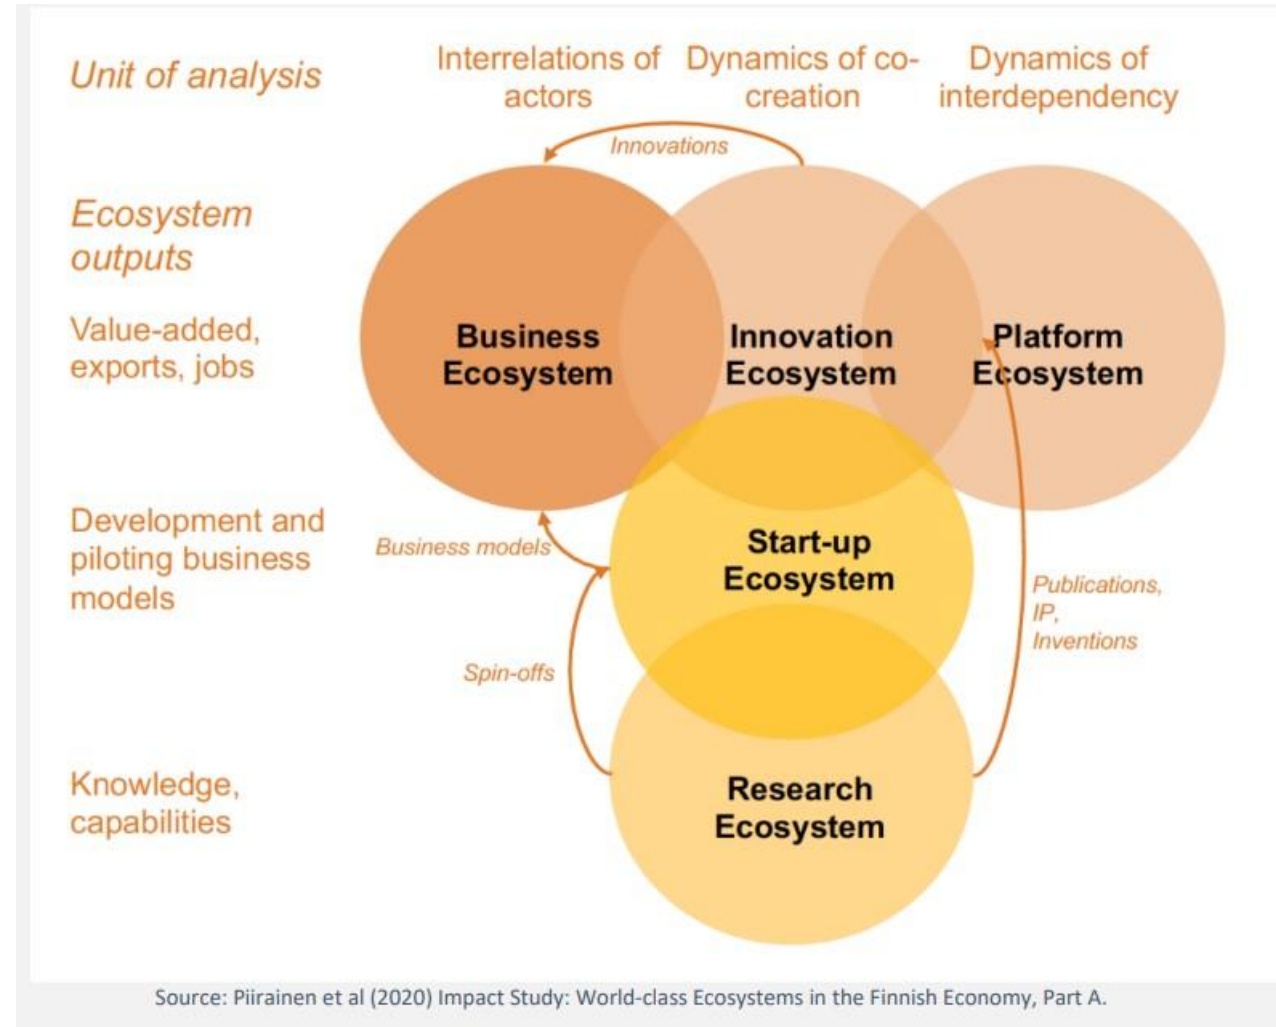 Unit of analysis
Interrelations of
actors
Dynamics of co-
creation
Dynamics of
interdependency
Innovations
Ecosystem
outputs
Value-added,
exports, jobs
Business
Ecosystem
Innovation
Ecosystem
Platform
Ecosystem
Development and
piloting business
models
Business models
Start-up
Ecosystem
Publications,
IP,
Inventions
Spin-offs
Knowledge,
capabilities
Research
Ecosystem
Source: Piirainen et al (2020) Impact Study: World-class Ecosystems in the Finnish Economy, Part A.